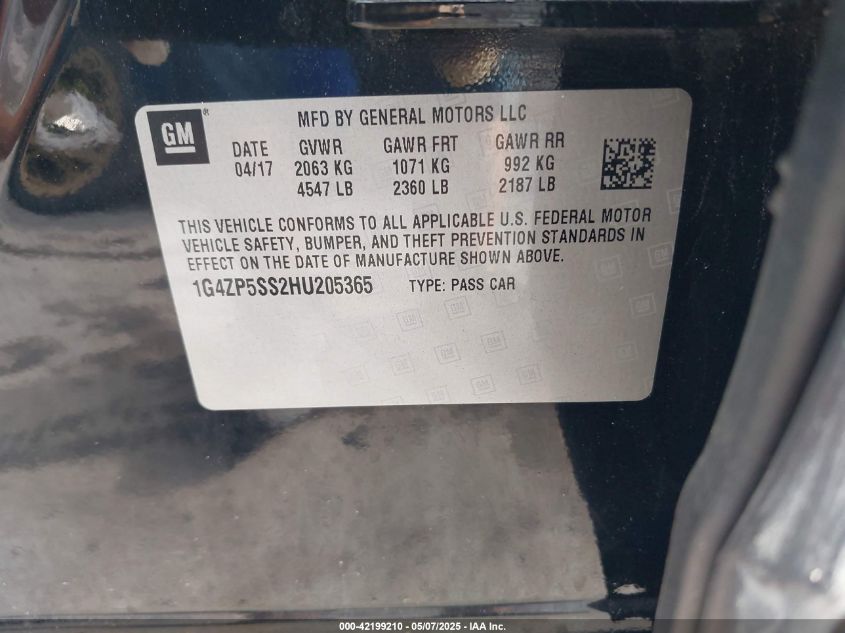 GM®
MFD BY GENERAL MOTORS LLC
DATE GVWR GAWR FRT GAWR RR
04/17 2063 KG 1071 KG 992 KG
4547 LB 2360 LB 2187 LB
THIS VEHICLE CONFORMS TO ALL APPLICABLE U.S. FEDERAL MOTOR
VEHICLE SAFETY, BUMPER, AND THEFT PREVENTION STANDARDS IN
EFFECT ON THE DATE OF MANUFACTURE SHOWN ABOVE.
1G4ZP5SS2HU205365 TYPE: PASS CAR
000-42199210 - 05/07/2025 - IAA Inc.